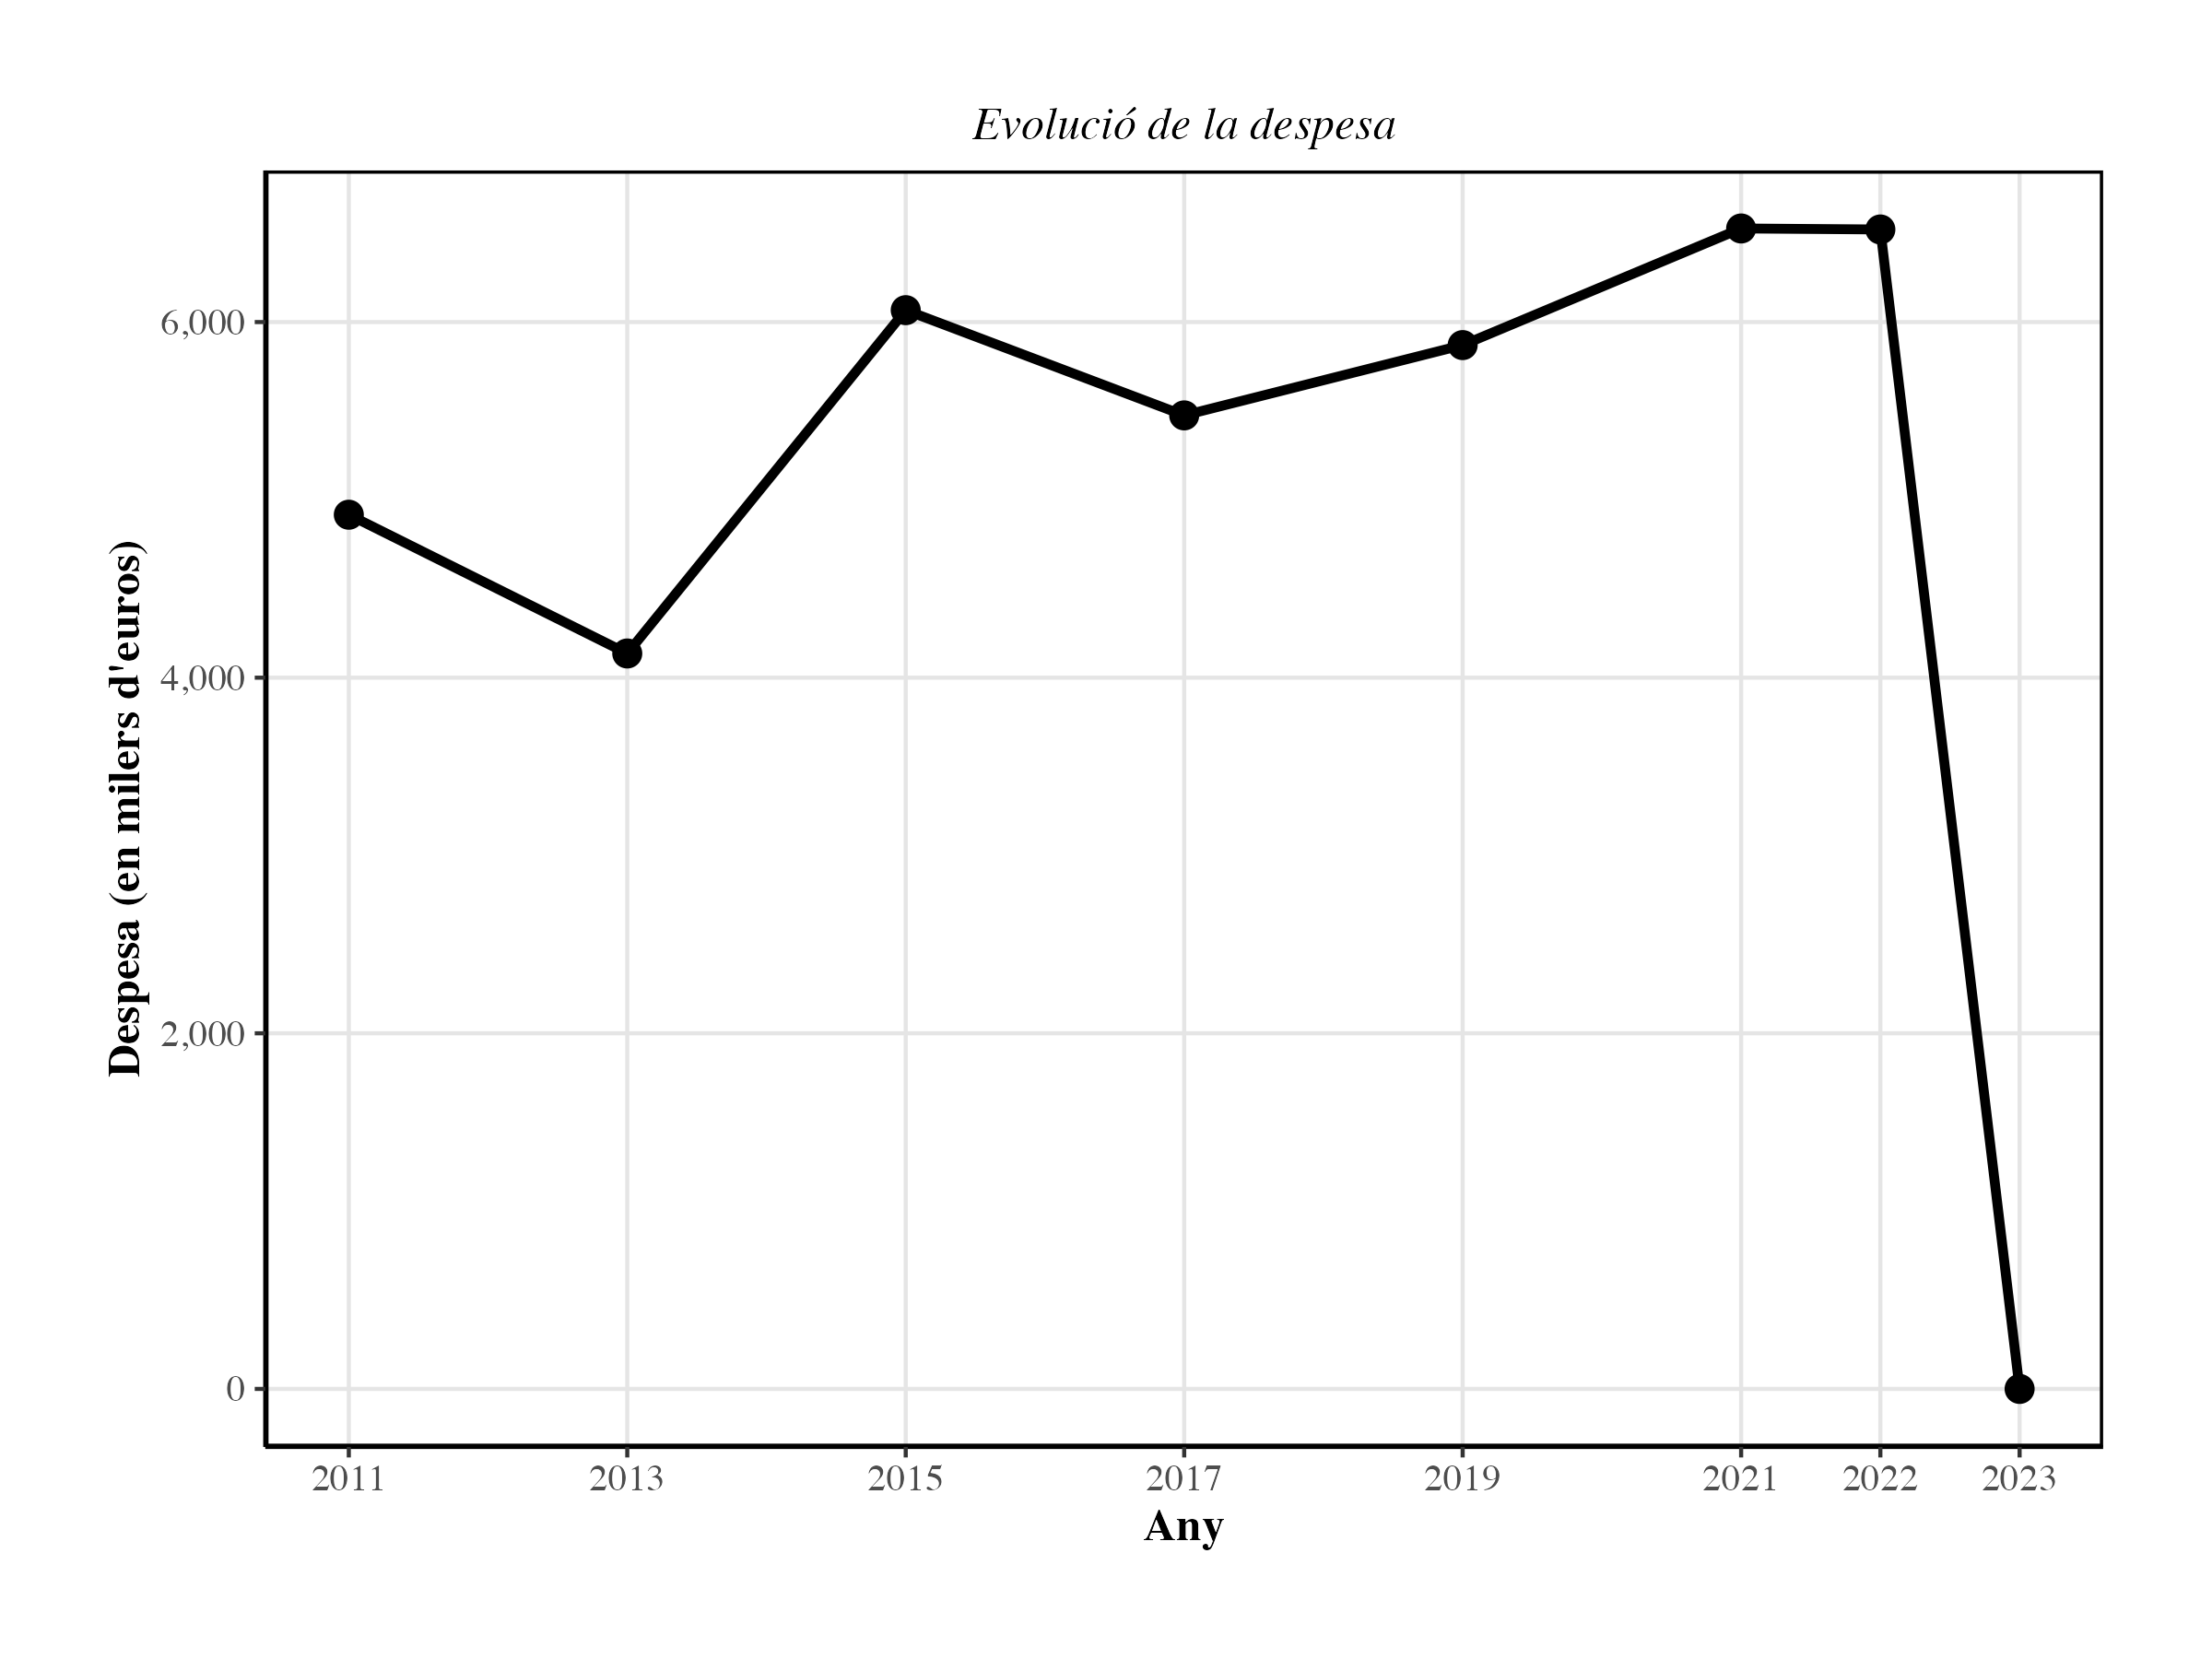 Evolució de la despesa
Despesa (en milers d'euros)
6,000
4,000
2,000
0
2011 2013 2015 2017 2019 2021 2022 2023
Any